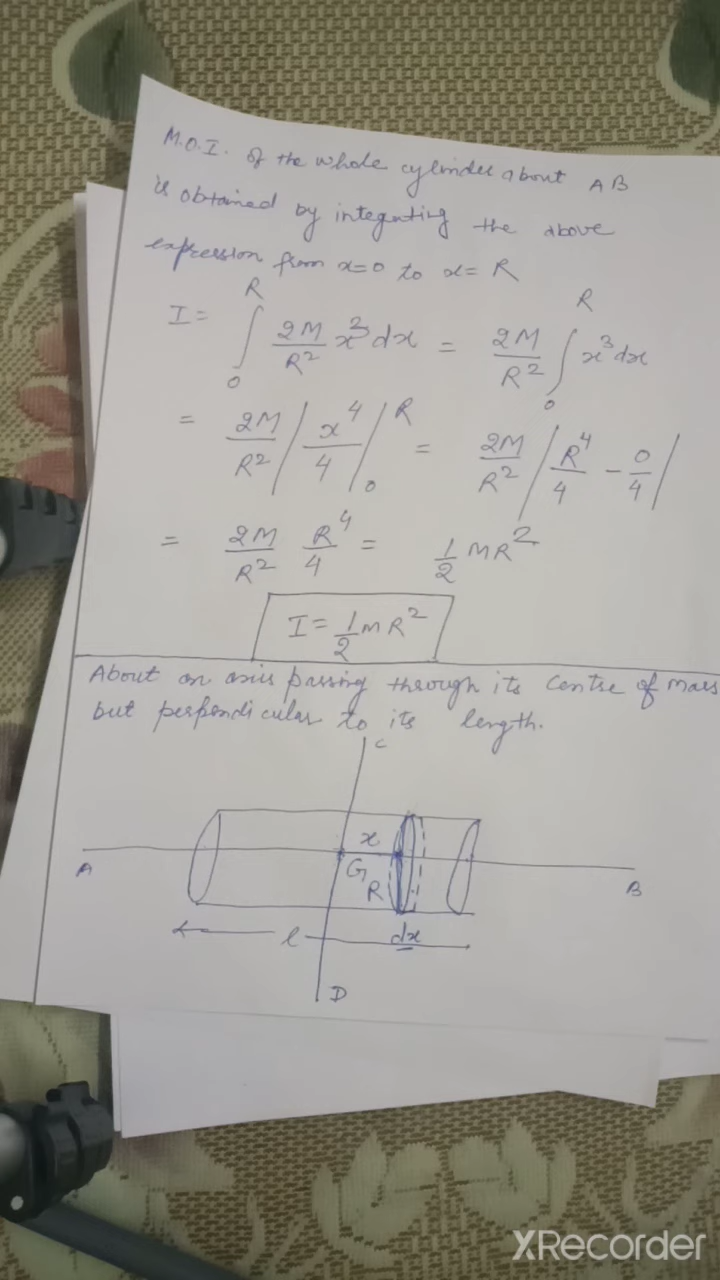 M.O.I. of the whole cylinder about AB
is obtained by integrating the above
expression from x=0 to x= R
I = ∫₀ᴿ 2M/R² x³ dx = 2M/R² ∫₀ᴿ x³ dx
= 2M/R² | x⁴/4 |₀ᴿ = 2M/R² | R⁴/4 - 0/4 |
= 2M/R² R⁴/4 = 1/2 MR²
I = 1/2 MR²
About an axis passing through its Centre of Mass
but perpendicular to its length.
C
x
A
G
B
R
l
dx
D
XRecorder